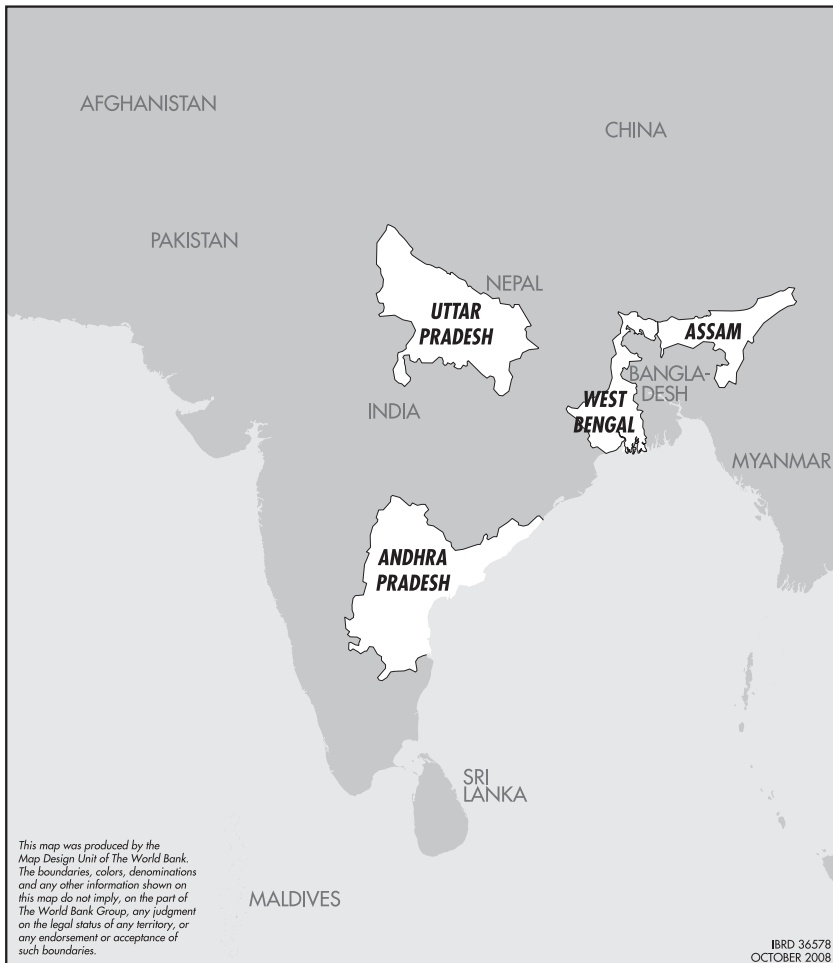 AFGHANISTAN
CHINA
PAKISTAN
NEPAL
UTTAR
PRADESH
ASSAM
BANGLA-
DESH
INDIA
WEST
BENGAL
MYANMAR
ANDHRA
PRADESH
SRI
LANKA
MALDIVES
This map was produced by the
Map Design Unit of The World Bank.
The boundaries, colors, denominations
and any other information shown on
this map do not imply, on the part of
The World Bank Group, any judgment
on the legal status of any territory, or
any endorsement or acceptance of
such boundaries.
IBRD 36578
OCTOBER 2008